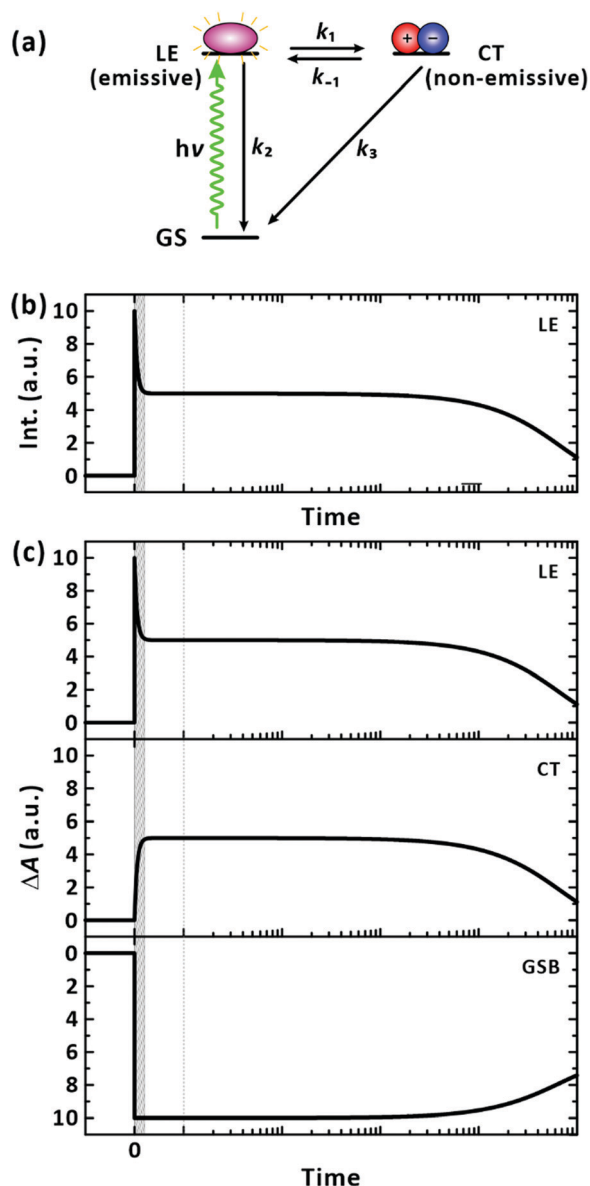 (a)
LE
(emissive)
k₁
k₋₁
+ −
CT
(non-emissive)
hν
k₂
k₃
GS
(b)
LE
10
8
6
4
2
0
Int. (a.u.)
Time
(c)
LE
10
8
6
4
2
0
CT
10
8
6
4
2
0
ΔA (a.u.)
GSB
0
2
4
6
8
10
0
Time